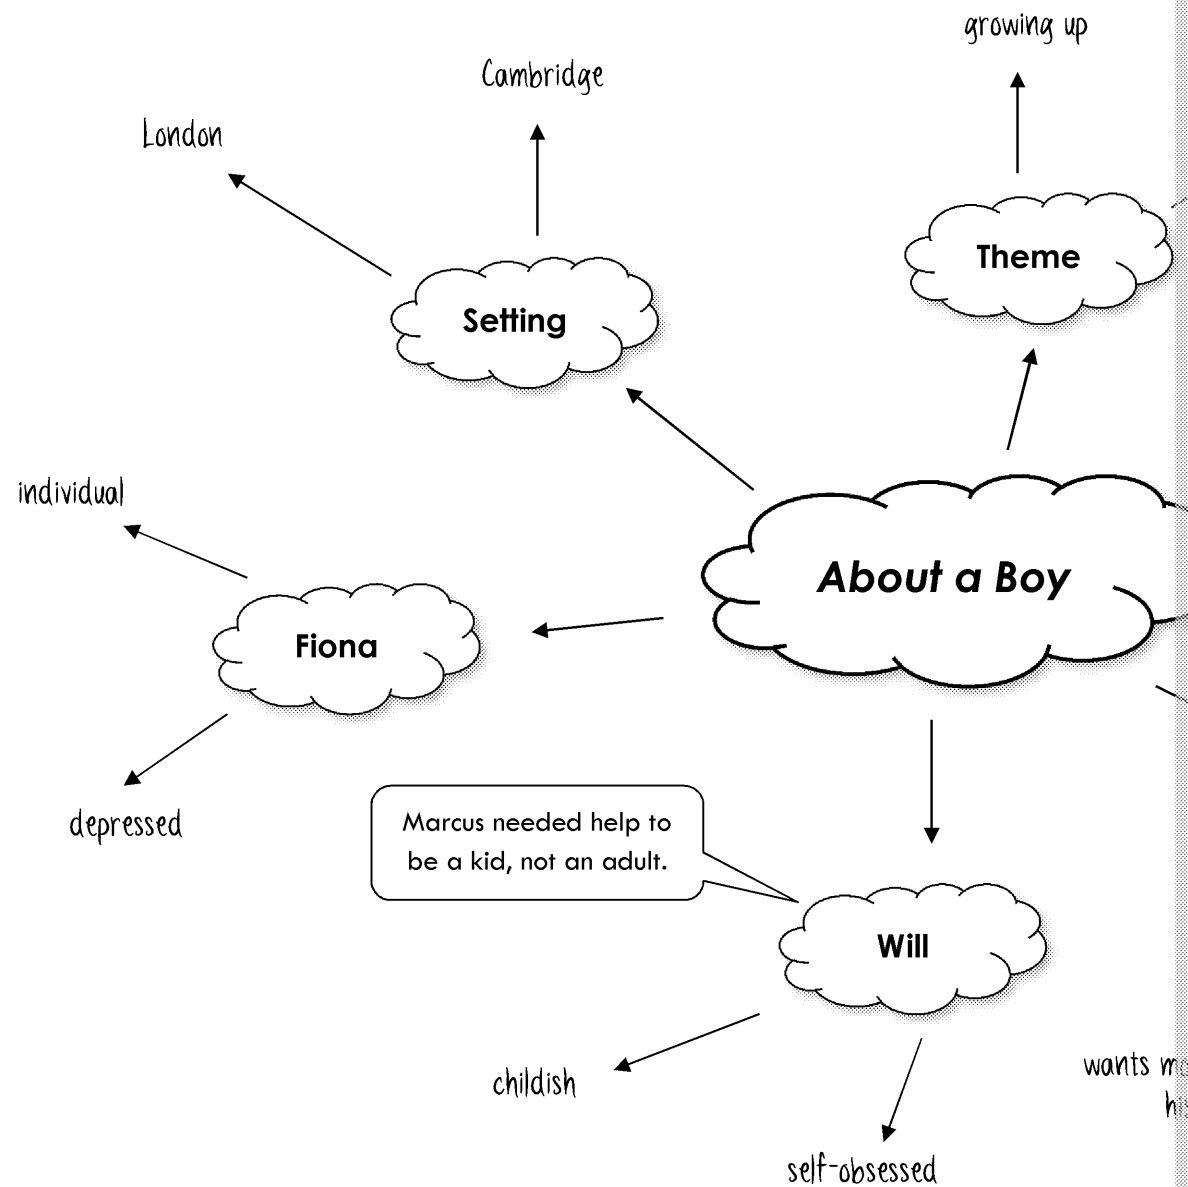 growing up
Cambridge
London
Theme
Setting
individual
About a Boy
Fiona
depressed
Marcus needed help to
be a kid, not an adult.
Will
childish
wants
self-obsessed